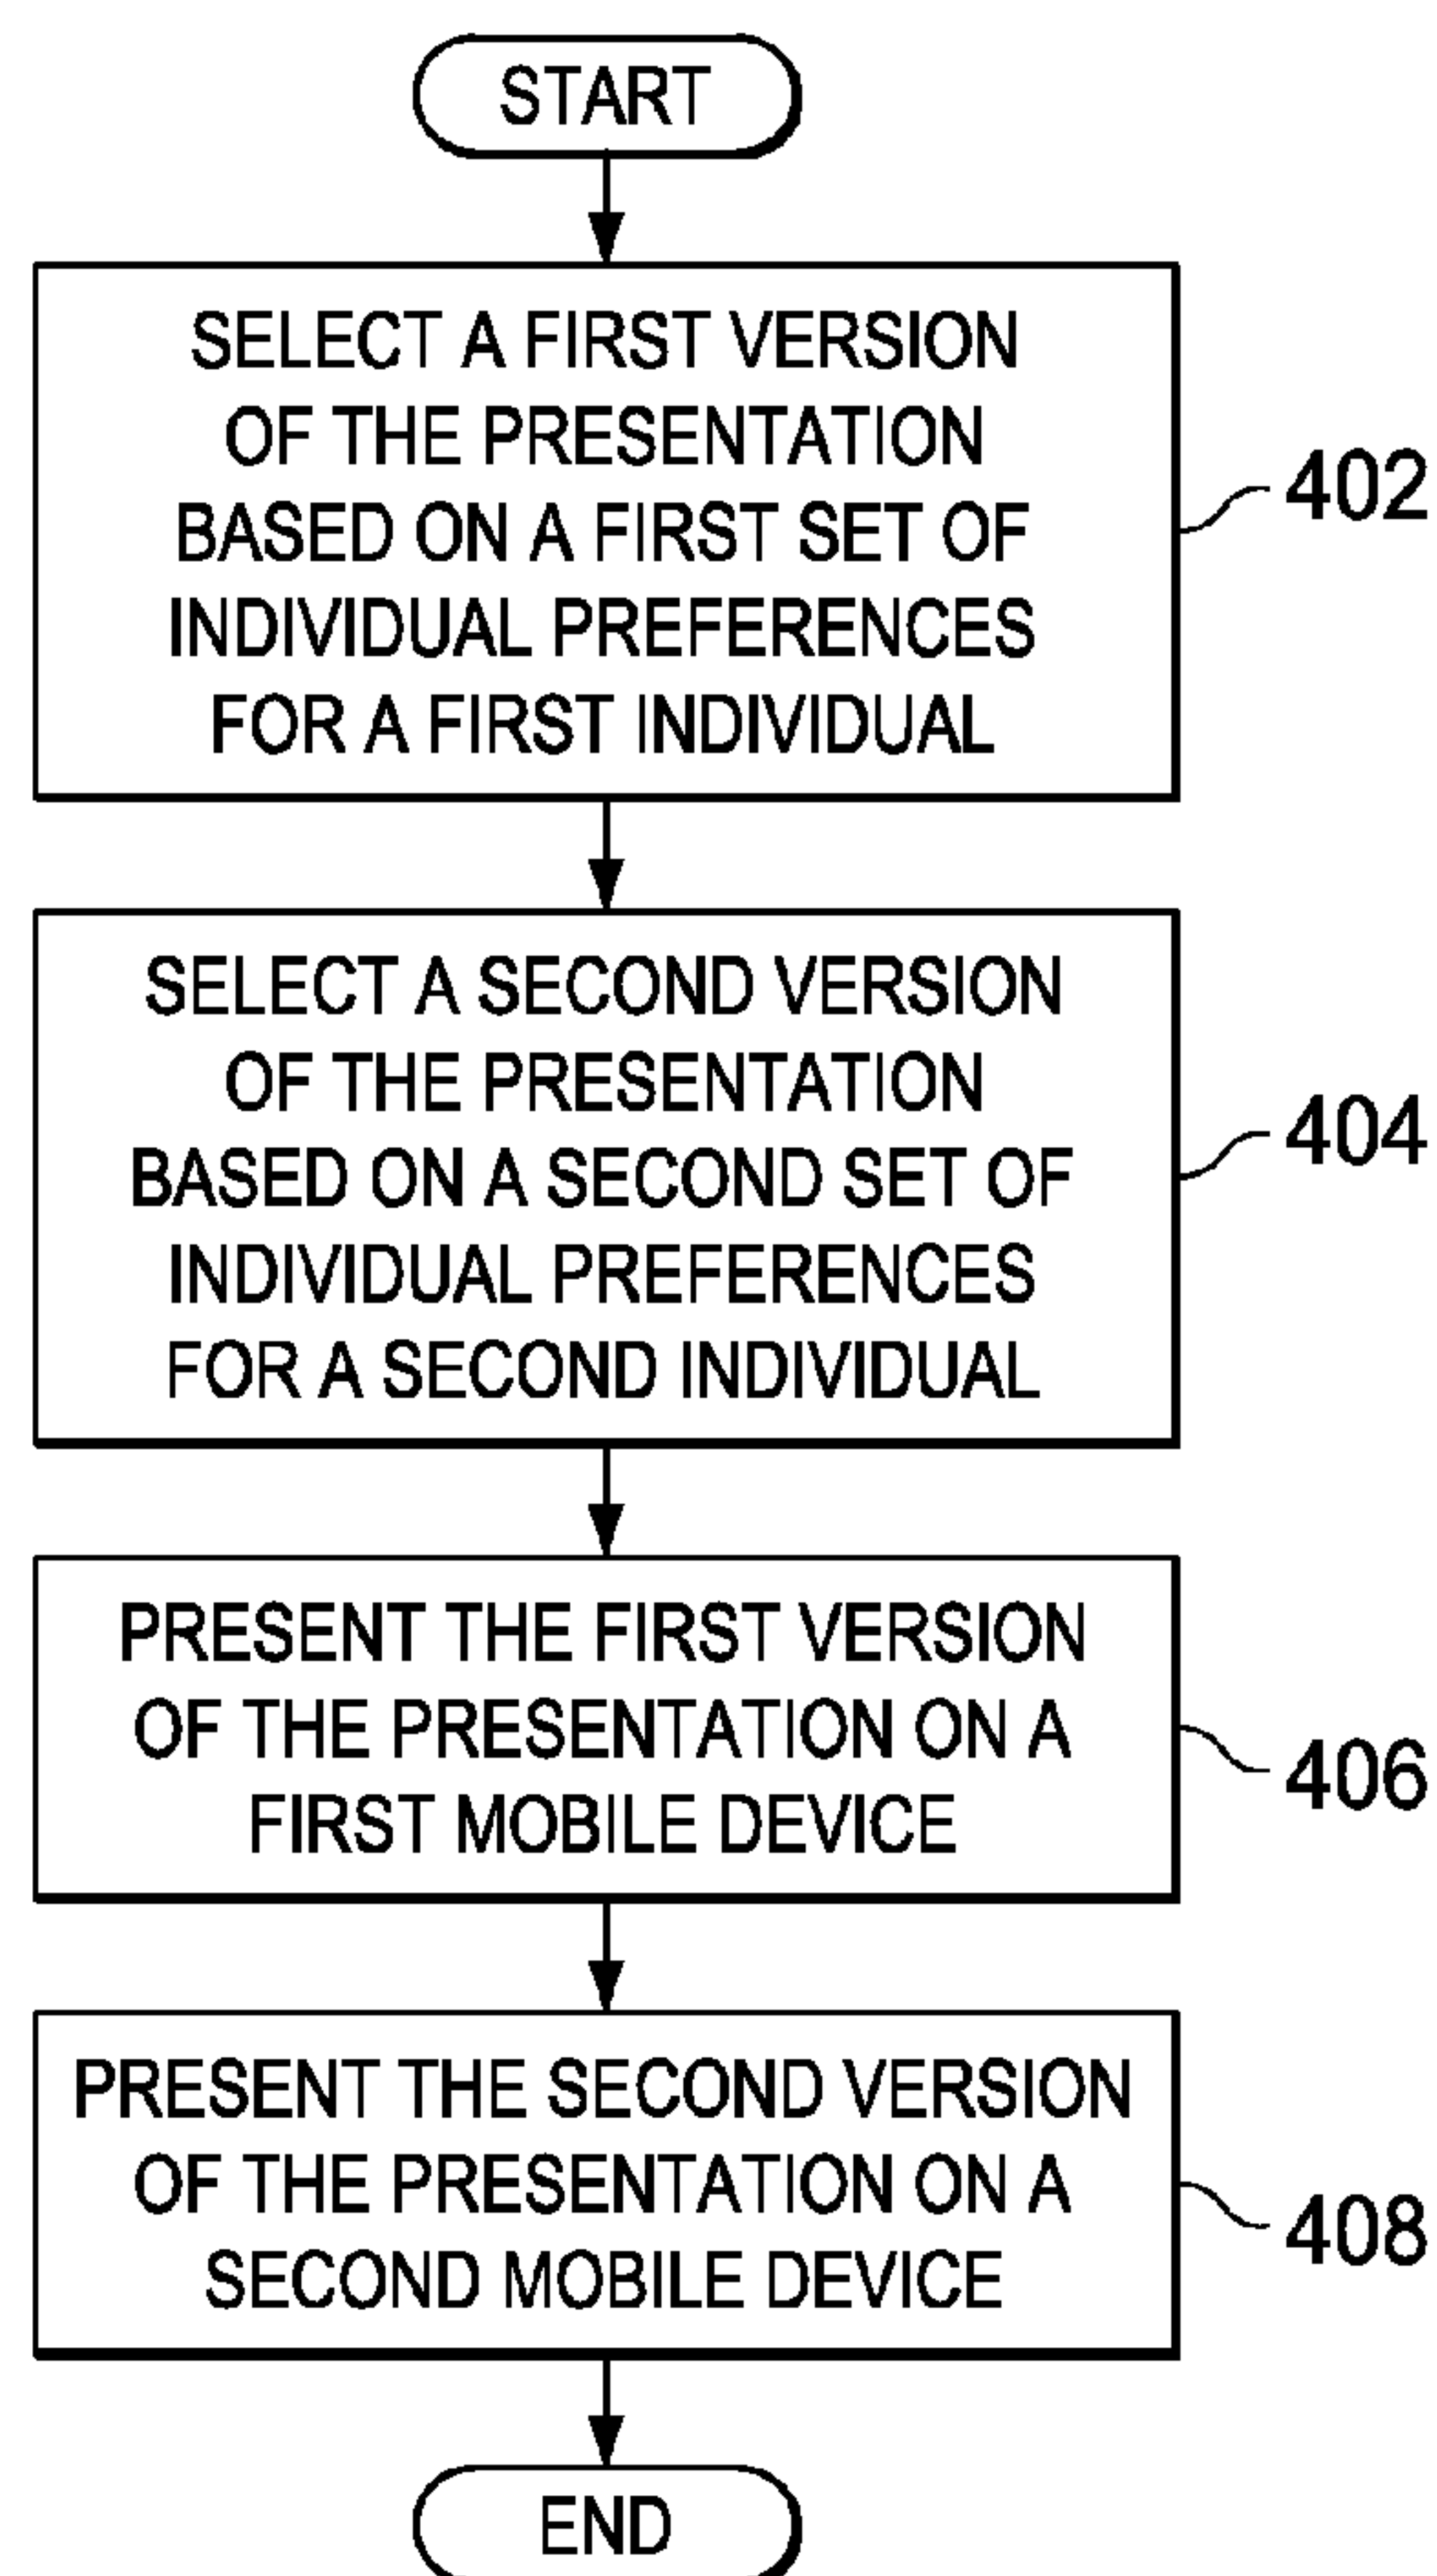 START
SELECT A FIRST VERSION
OF THE PRESENTATION
BASED ON A FIRST SET OF
INDIVIDUAL PREFERENCES
FOR A FIRST INDIVIDUAL
402
SELECT A SECOND VERSION
OF THE PRESENTATION
BASED ON A SECOND SET OF
INDIVIDUAL PREFERENCES
FOR A SECOND INDIVIDUAL
404
PRESENT THE FIRST VERSION
OF THE PRESENTATION ON A
FIRST MOBILE DEVICE
406
PRESENT THE SECOND VERSION
OF THE PRESENTATION ON A
SECOND MOBILE DEVICE
408
END